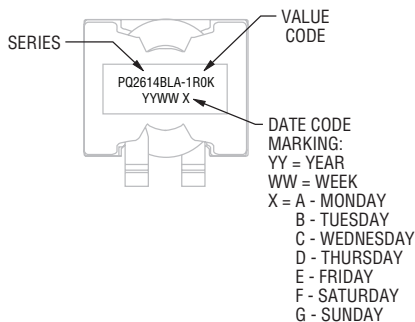 VALUE
CODE
SERIES
PQ2614BLA-1R0K
YYWW X
DATE CODE
MARKING:
YY = YEAR
WW = WEEK
X = A - MONDAY
B - TUESDAY
C - WEDNESDAY
D - THURSDAY
E - FRIDAY
F - SATURDAY
G - SUNDAY